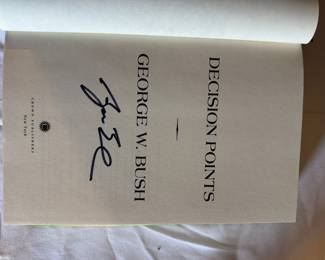 DECISION POINTS
GEORGE W. BUSH
CROWN PUBLISHERS
NEW YORK